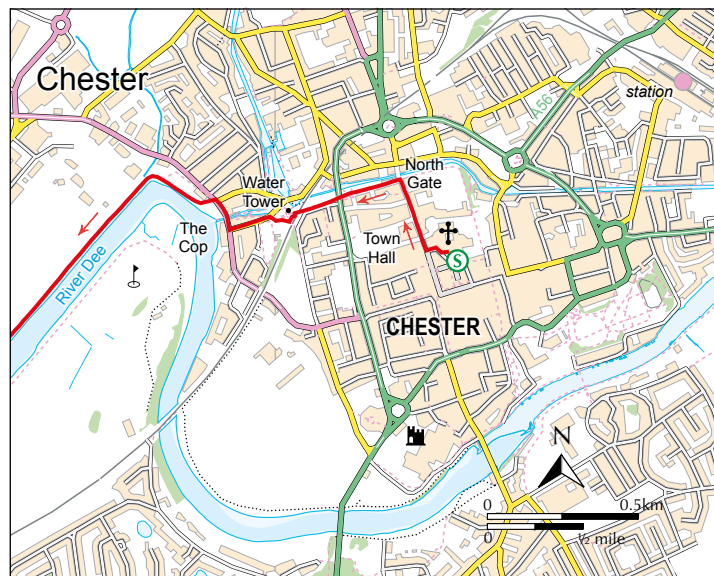 Chester
station
A56
North
Gate
Water
Tower
The
Cop
Town
Hall
S
River Dee
CHESTER
N
0 0.5km
0 ½ mile